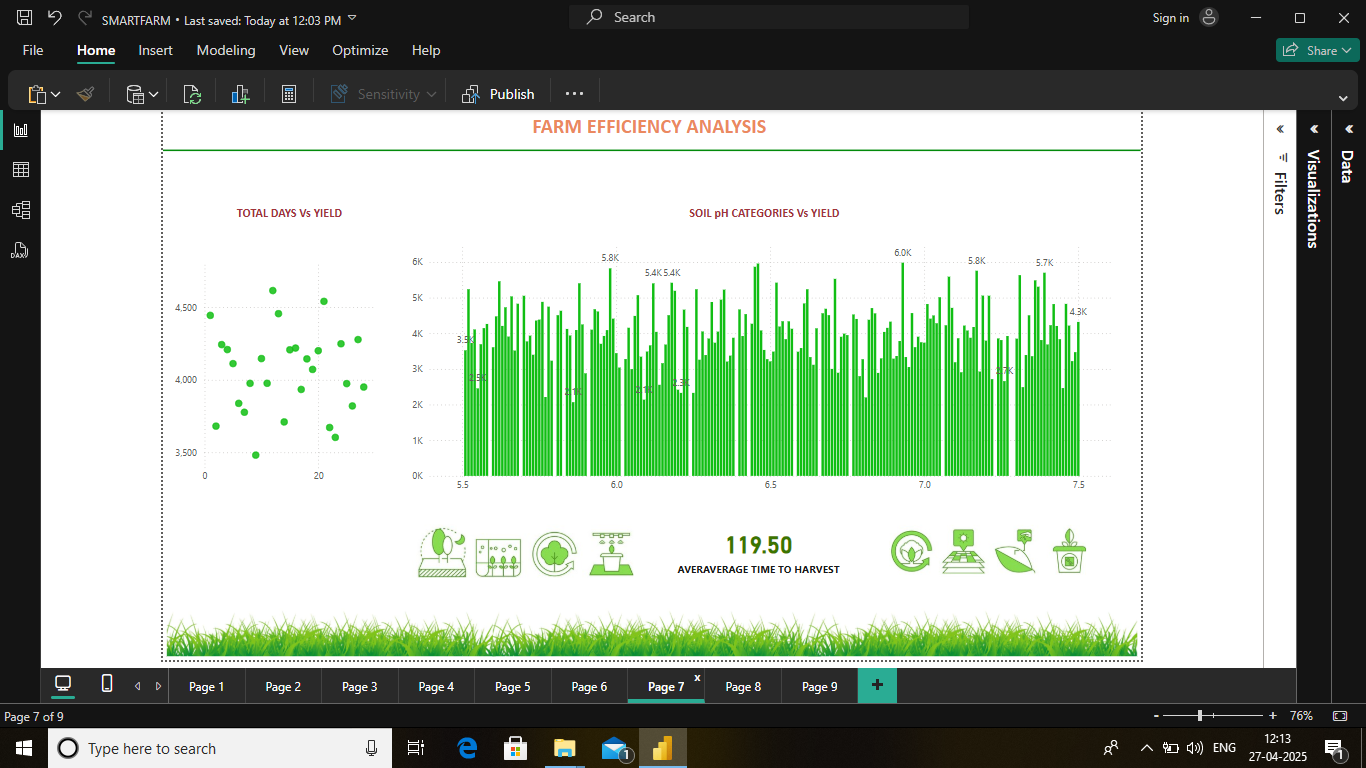 SMARTFARM • Last saved: Today at 12:03 PM
Search
Sign in
File Home Insert Modeling View Optimize Help
Share
Sensitivity
Publish
FARM EFFICIENCY ANALYSIS
TOTAL DAYS Vs YIELD
4,500
4,000
3,500
0 20
SOIL pH CATEGORIES Vs YIELD
6K
5K
4K
3K
2K
1K
0K
3.5K 2.5K 5.8K 2.1K 5.4K 5.4K 2.1K 2.3K 6.0K 5.8K 2.7K 5.7K 4.3K
5.5 6.0 6.5 7.0 7.5
119.50
AVERAVERAGE TIME TO HARVEST
Filters
Visualizations
Data
DAX
Page 1 Page 2 Page 3 Page 4 Page 5 Page 6 Page 7 x Page 8 Page 9 +
Page 7 of 9
- + 76%
Type here to search
1
ENG
12:13
27-04-2025
1